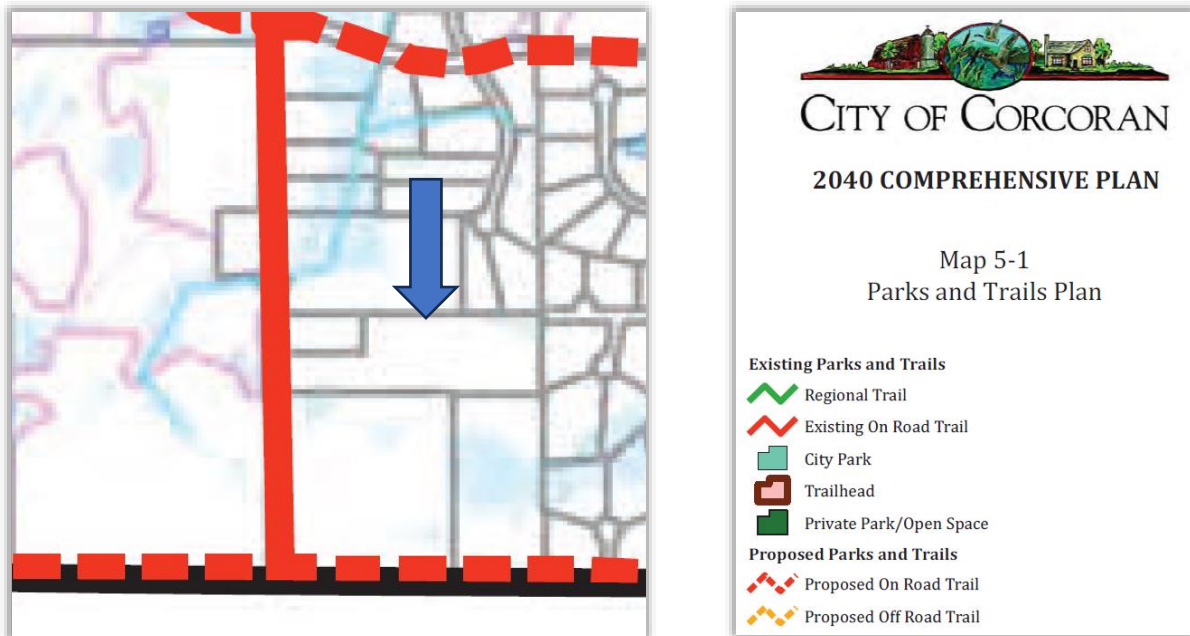 CITY OF CORCORAN
2040 COMPREHENSIVE PLAN
Map 5-1
Parks and Trails Plan
Existing Parks and Trails
Regional Trail
Existing On Road Trail
City Park
Trailhead
Private Park/Open Space
Proposed Parks and Trails
Proposed On Road Trail
Proposed Off Road Trail